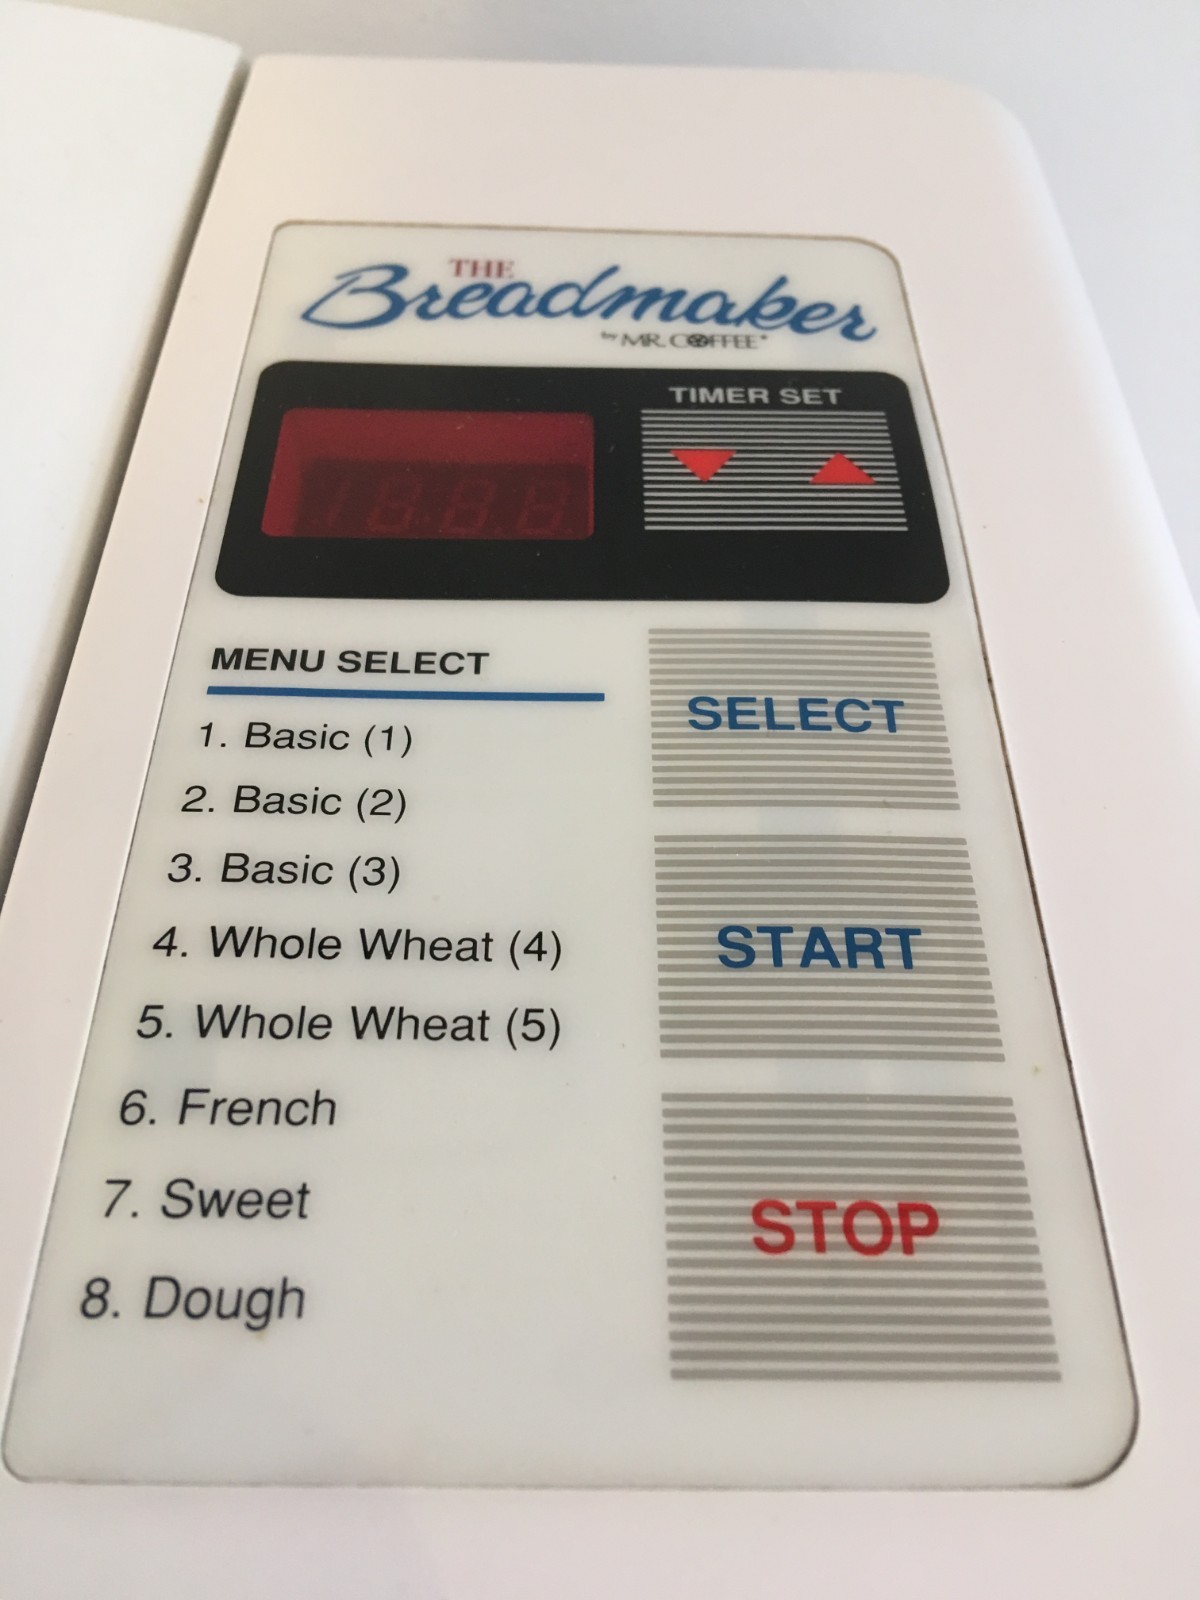 THE
Breadmaker
by MR. COFFEE®
TIMER SET
MENU SELECT
SELECT
1. Basic (1)
2. Basic (2)
3. Basic (3)
4. Whole Wheat (4)
START
5. Whole Wheat (5)
6. French
7. Sweet
STOP
8. Dough